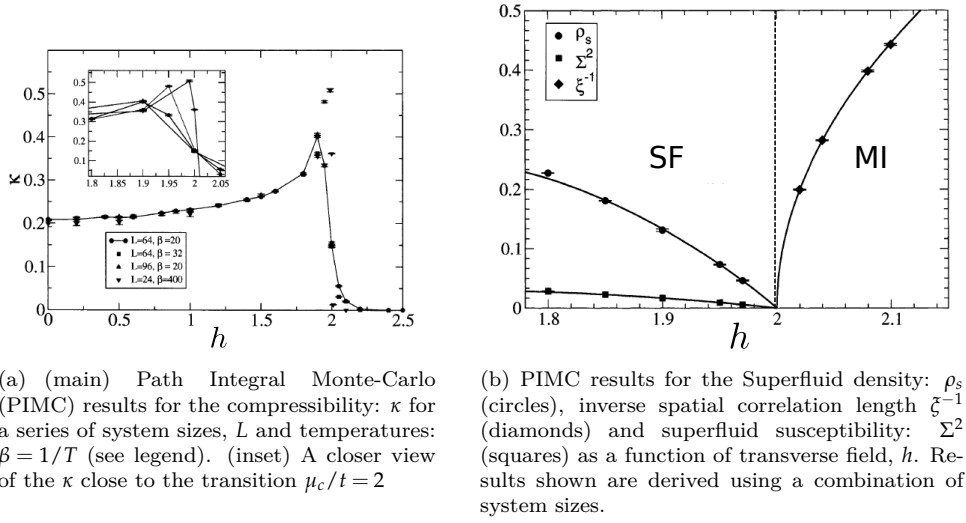 0.5
0.4
0.3
0.2
0.1
0
κ
0.5
0.4
0.3
0.2
0.1
1.8 1.85 1.9 1.95 2 2.05
L=64, β=20
L=64, β=32
L=96, β=20
L=24, β=400
0 0.5 1 1.5 2 2.5
h
0.5
0.4
0.3
0.2
0.1
0
ρs
Σ²
ξ⁻¹
SF
MI
1.8 1.9 2 2.1
h
(a) (main) Path Integral Monte-Carlo
(PIMC) results for the compressibility: κ for
a series of system sizes, L and temperatures:
β = 1/T (see legend). (inset) A closer view
of the κ close to the transition μc/t = 2
(b) PIMC results for the Superfluid density: ρs
(circles), inverse spatial correlation length ξ⁻¹
(diamonds) and superfluid susceptibility: Σ²
(squares) as a function of transverse field, h. Re-
sults shown are derived using a combination of
system sizes.